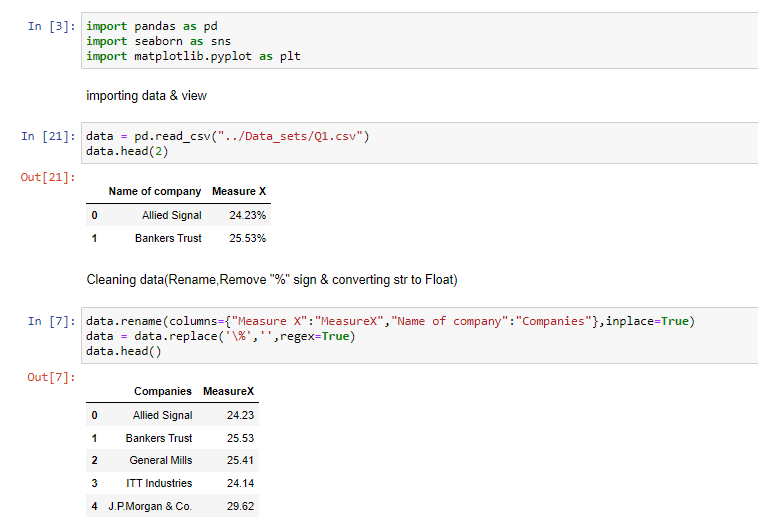 In [3]: import pandas as pd
import seaborn as sns
import matplotlib.pyplot as plt
importing data & view
In [21]: data = pd.read_csv("../Data_sets/Q1.csv")
data.head(2)
Out[21]:
Name of company Measure X
0 Allied Signal 24.23%
1 Bankers Trust 25.53%
Cleaning data(Rename,Remove "%" sign & converting str to Float)
In [7]: data.rename(columns={"Measure X":"MeasureX","Name of company":"Companies"},inplace=True)
data = data.replace('\%','',regex=True)
data.head()
Out[7]:
Companies MeasureX
0 Allied Signal 24.23
1 Bankers Trust 25.53
2 General Mills 25.41
3 ITT Industries 24.14
4 J.P.Morgan & Co. 29.62